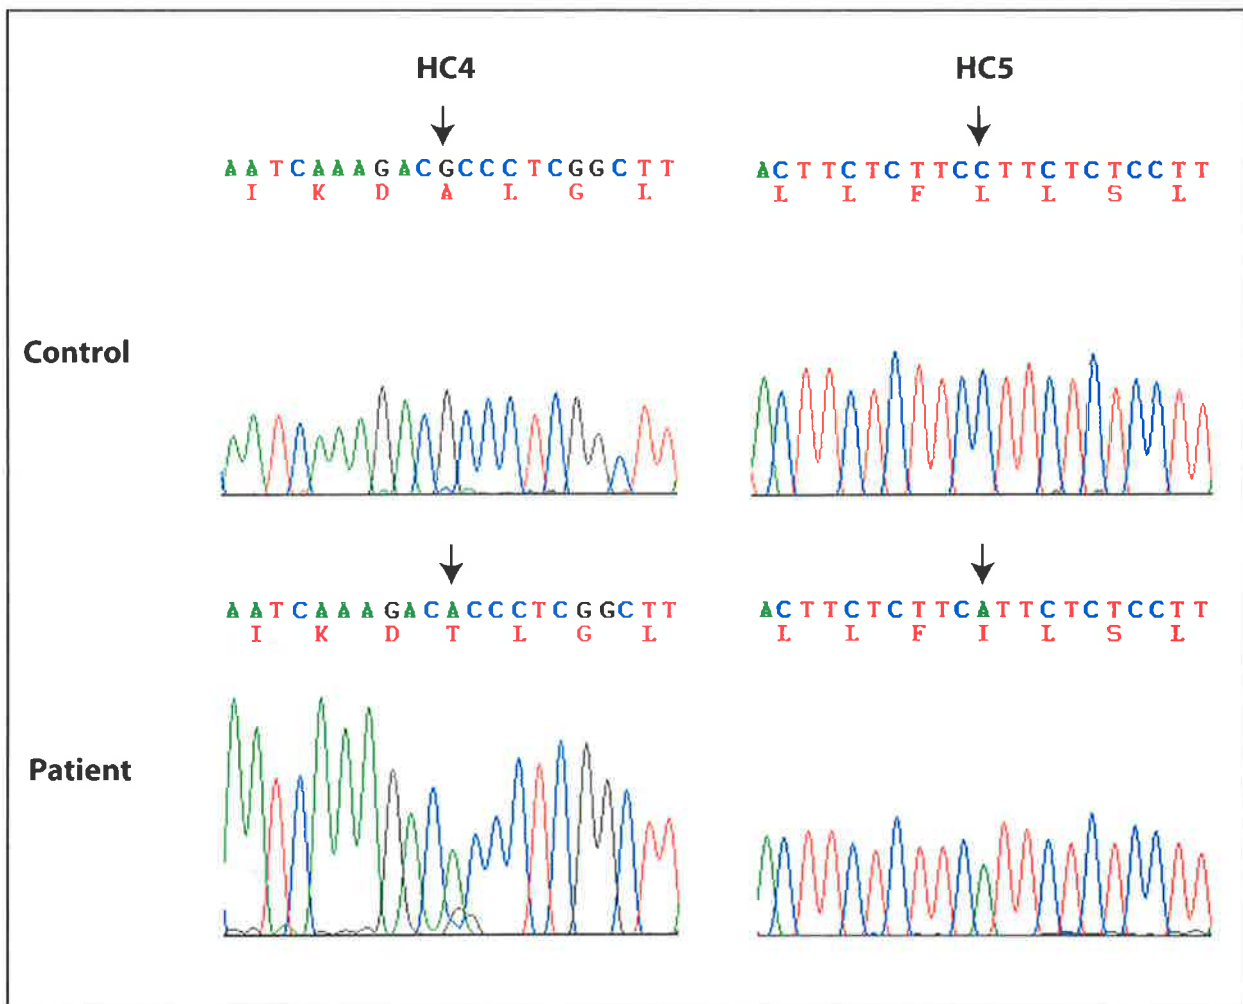 HC4 HC5
AATCAAAGACGCCCTCGGCTT ACTTCTCTTCCTTCTCTCCTT
I K D A L G L L L F L L S L
Control
AATCAAAGACACCCTCGGCTT ACTTCTCTTCATTCTCTCCTT
I K D T L G L L L F I L S L
Patient